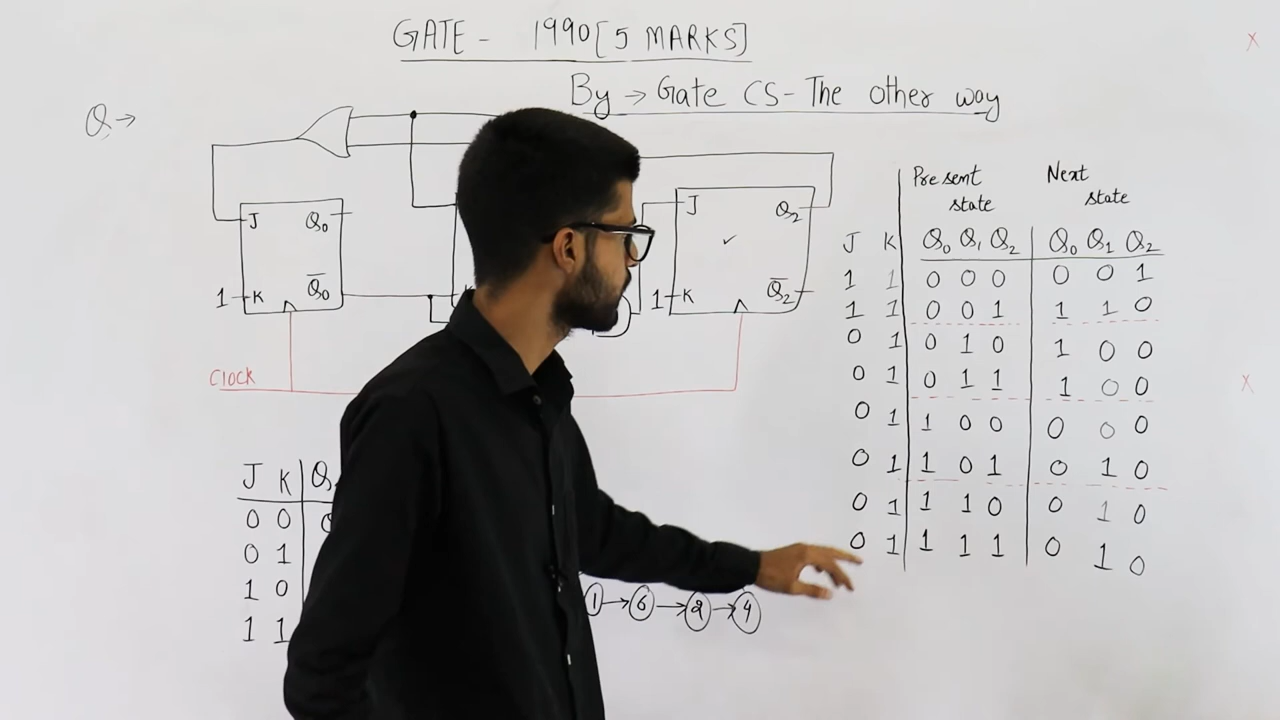 GATE - 1990 [5 MARKS]
By → Gate CS - The other way
Q →
J Q₀
1 K Q̅₀
J Q₂
1 K Q̅₂
Clock
Present state Next state
J K Q₀ Q₁ Q₂ Q₀ Q₁ Q₂
1 1 0 0 0 0 0 1
1 1 0 0 1 1 1 0
0 1 0 1 0 1 0 0
0 1 0 1 1 1 0 0
0 1 1 0 0 0 0 0
0 1 1 0 1 0 1 0
0 1 1 1 0 0 1 0
0 1 1 1 1 0 1 0
J K
0 0
0 1
1 0
1 1
1 → 6 → 2 → 4